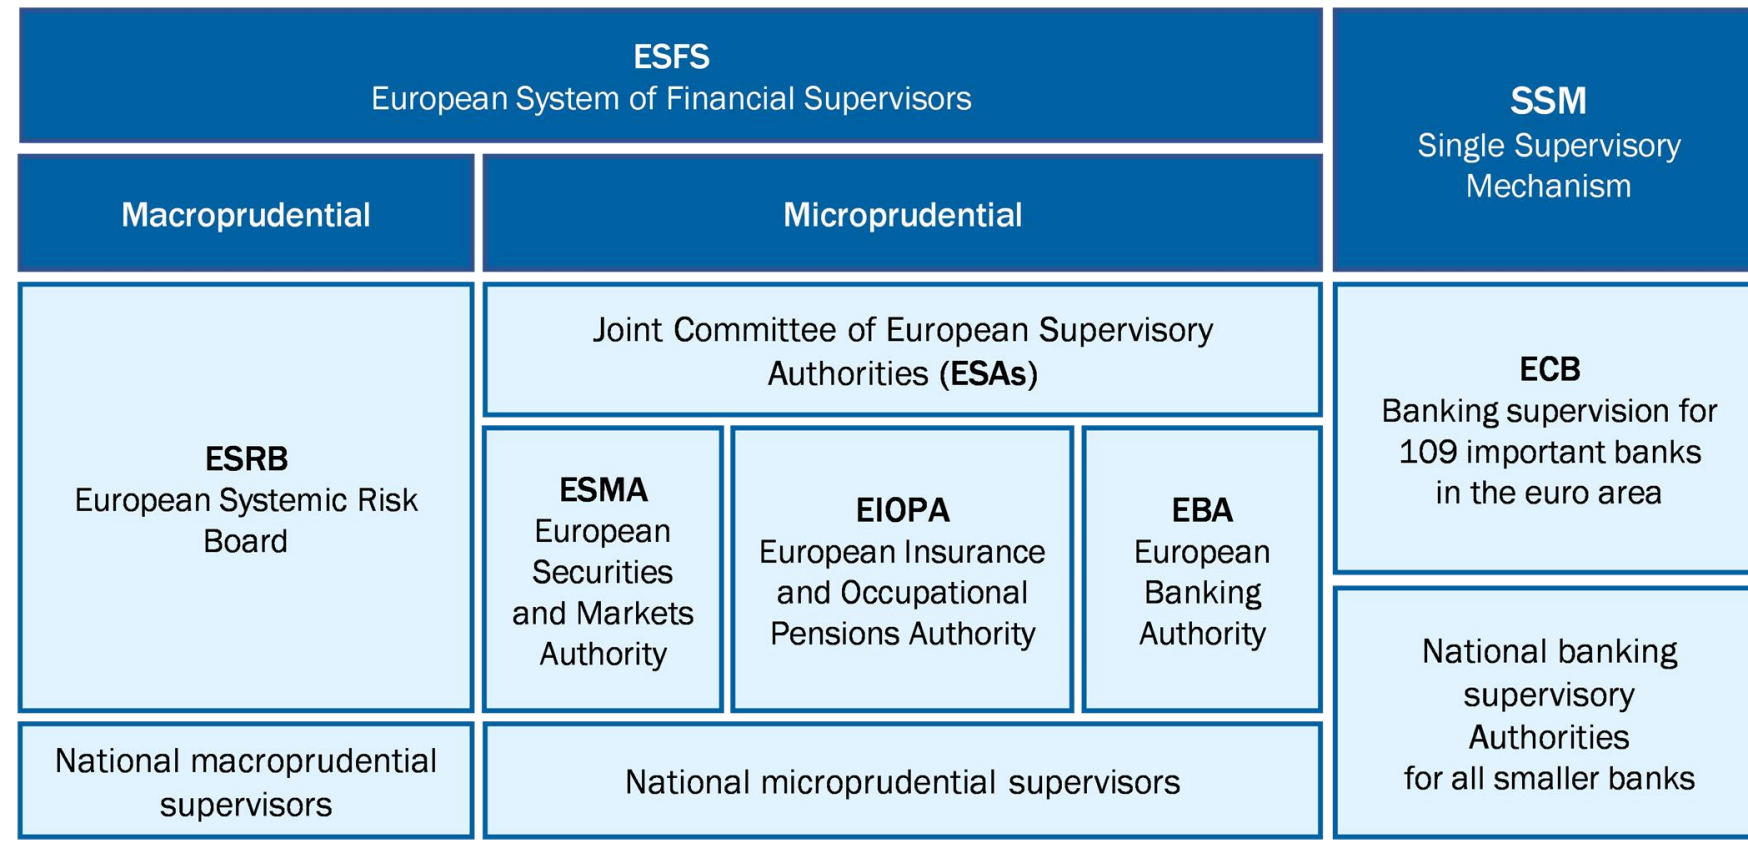 ESFS
European System of Financial Supervisors
SSM
Single Supervisory
Mechanism
Macroprudential
Microprudential
ESRB
European Systemic Risk
Board
Joint Committee of European Supervisory
Authorities (ESAs)
ESMA
European
Securities
and Markets
Authority
EIOPA
European Insurance
and Occupational
Pensions Authority
EBA
European
Banking
Authority
ECB
Banking supervision for
109 important banks
in the euro area
National banking
supervisory
Authorities
for all smaller banks
National macroprudential
supervisors
National microprudential supervisors